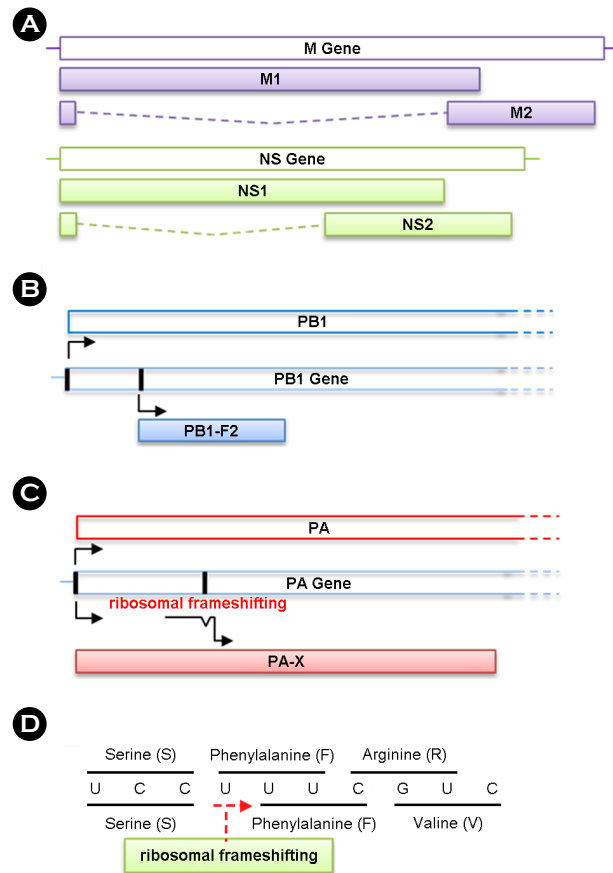 A
M Gene
M1
M2
NS Gene
NS1
NS2
B
PB1
PB1 Gene
PB1-F2
C
PA
PA Gene
ribosomal frameshifting
PA-X
D
Serine (S) Phenylalanine (F) Arginine (R)
U C C U U U C G U C
Serine (S) Phenylalanine (F) Valine (V)
ribosomal frameshifting